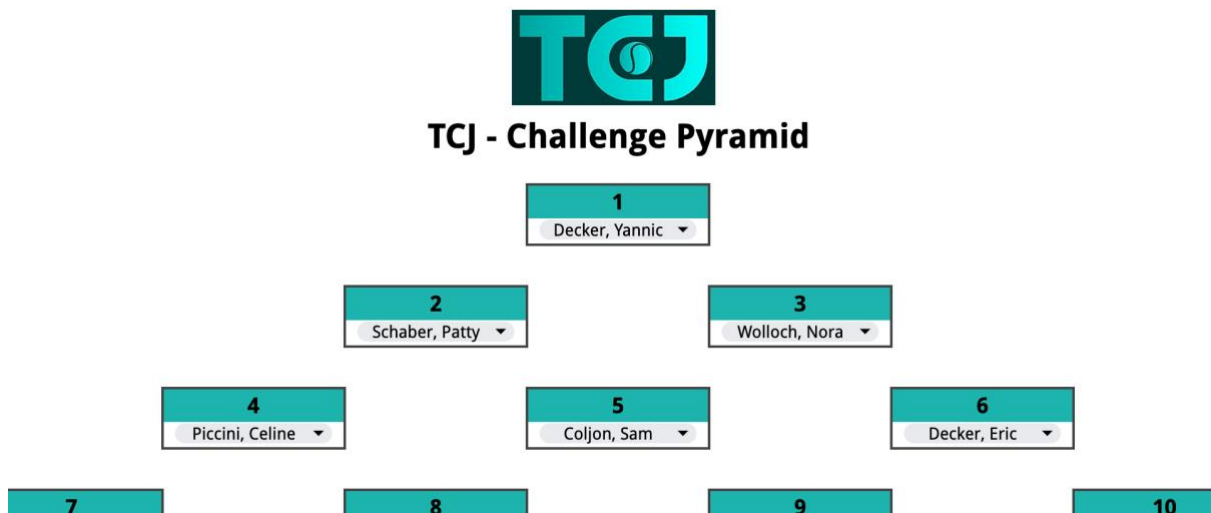 TCJ
TCJ - Challenge Pyramid
1
Decker, Yannic
2
Schaber, Patty
3
Wolloch, Nora
4
Piccini, Celine
5
Coljon, Sam
6
Decker, Eric
7
8
9
10